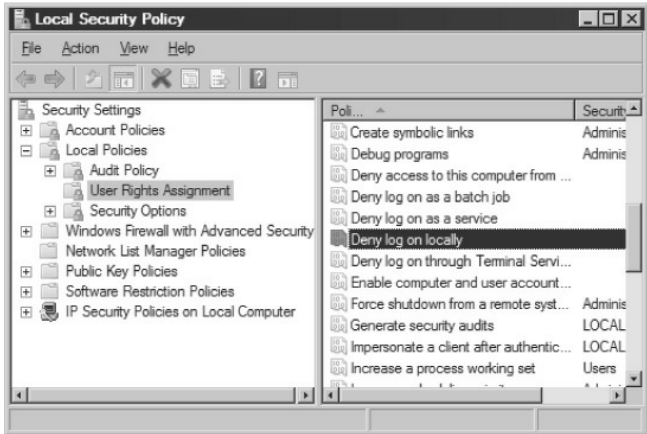 Local Security Policy
File Action View Help
Security Settings
Account Policies
Local Policies
Audit Policy
User Rights Assignment
Security Options
Windows Firewall with Advanced Security
Network List Manager Policies
Public Key Policies
Software Restriction Policies
IP Security Policies on Local Computer
Poli... Security
Create symbolic links Adminis
Debug programs Adminis
Deny access to this computer from ...
Deny log on as a batch job
Deny log on as a service
Deny log on locally
Deny log on through Terminal Servi...
Enable computer and user account...
Force shutdown from a remote syst... Adminis
Generate security audits LOCAL
Impersonate a client after authentic... LOCAL
Increase a process working set Users